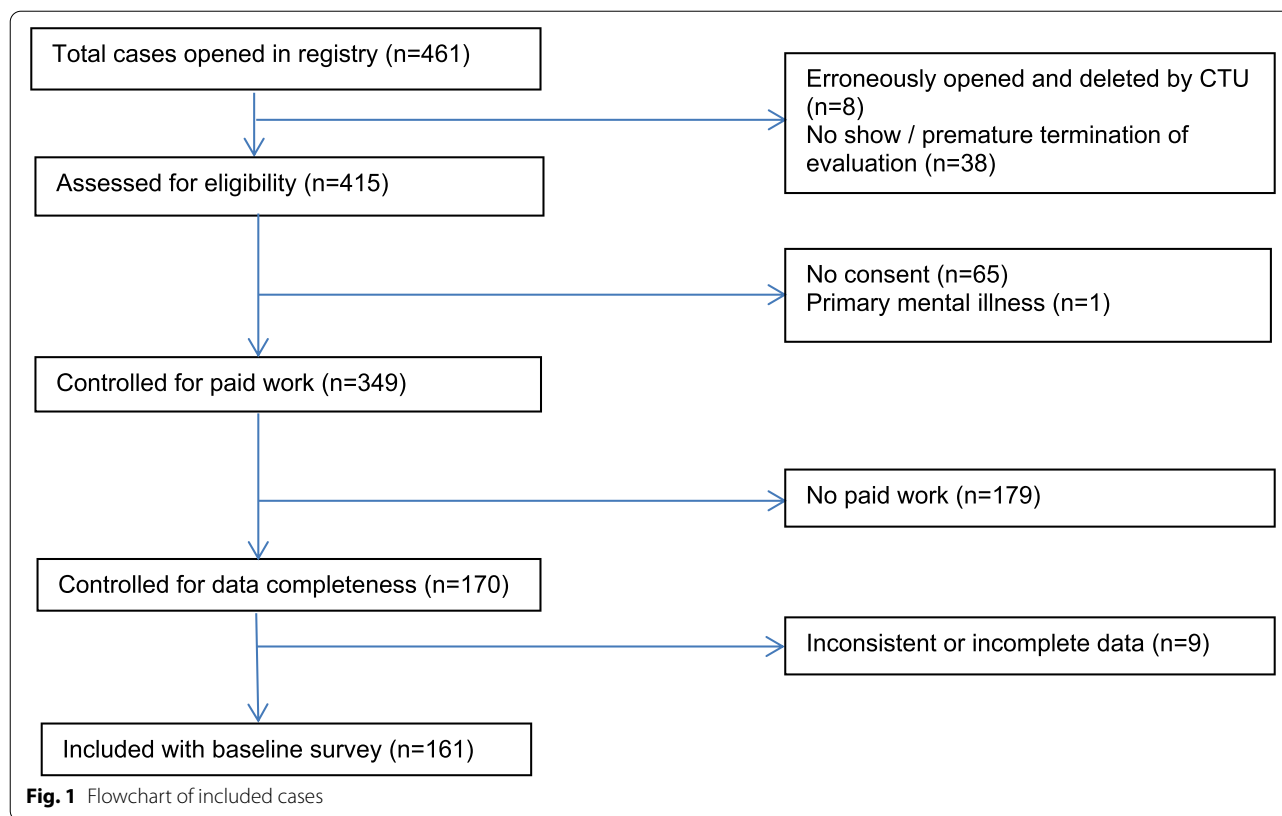 Total cases opened in registry (n=461)
Erroneously opened and deleted by CTU
(n=8)
No show / premature termination of
evaluation (n=38)
Assessed for eligibility (n=415)
No consent (n=65)
Primary mental illness (n=1)
Controlled for paid work (n=349)
No paid work (n=179)
Controlled for data completeness (n=170)
Inconsistent or incomplete data (n=9)
Included with baseline survey (n=161)
Fig. 1 Flowchart of included cases